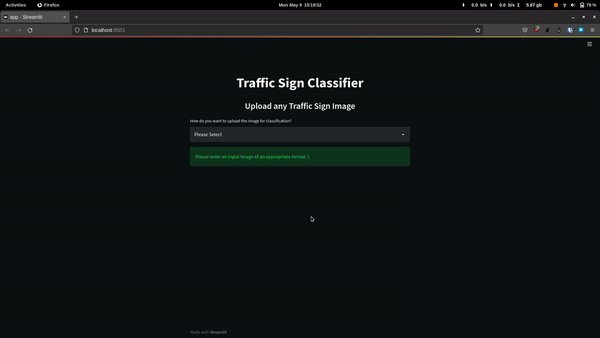 Activities Firefox Mon May 9 15:18:32 0.0 b/s 0.0 b/s Σ 5.87 gb 79 %
app · Streamlit
localhost:8501
Traffic Sign Classifier
Upload any Traffic Sign Image
How do you want to upload the image for classification?
Please Select
Please enter an Input Image of an appropriate format :)
Made with Streamlit